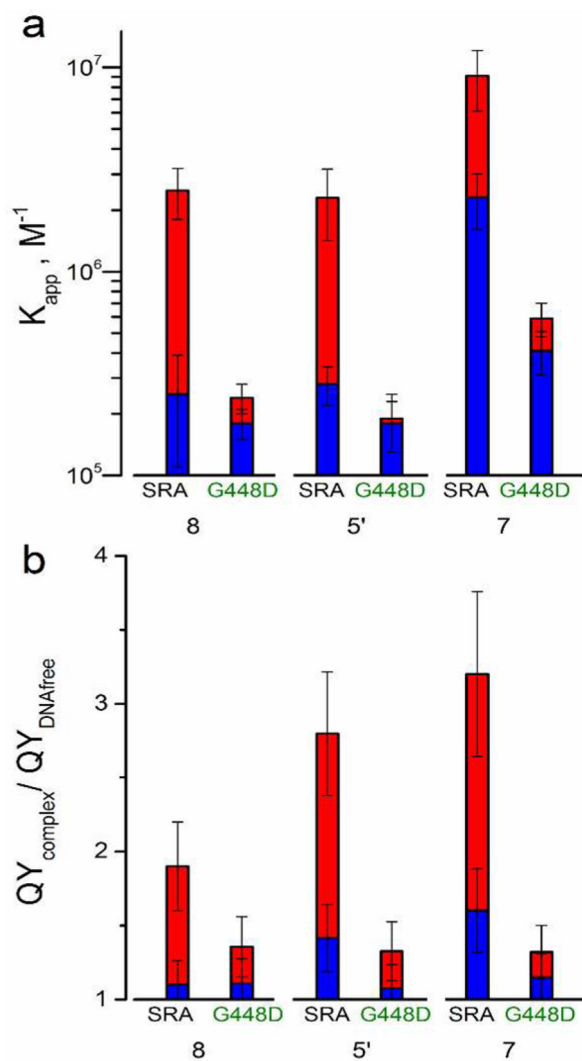 a
K_app , M⁻¹
10⁷
10⁶
10⁵
SRA G448D SRA G448D SRA G448D
8 5' 7
b
QY_complex / QY_DNAfree
4
3
2
1
SRA G448D SRA G448D SRA G448D
8 5' 7